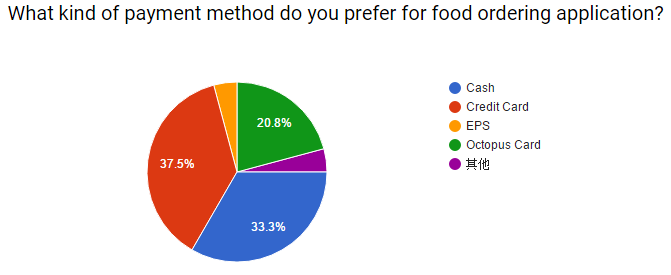 What kind of payment method do you prefer for food ordering application?
20.8%
37.5%
33.3%
Cash
Credit Card
EPS
Octopus Card
其他